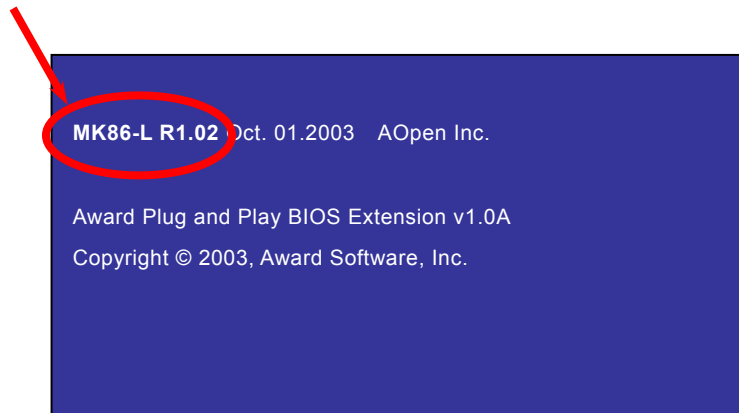 MK86-L R1.02 Oct. 01.2003 AOpen Inc.
Award Plug and Play BIOS Extension v1.0A
Copyright © 2003, Award Software, Inc.